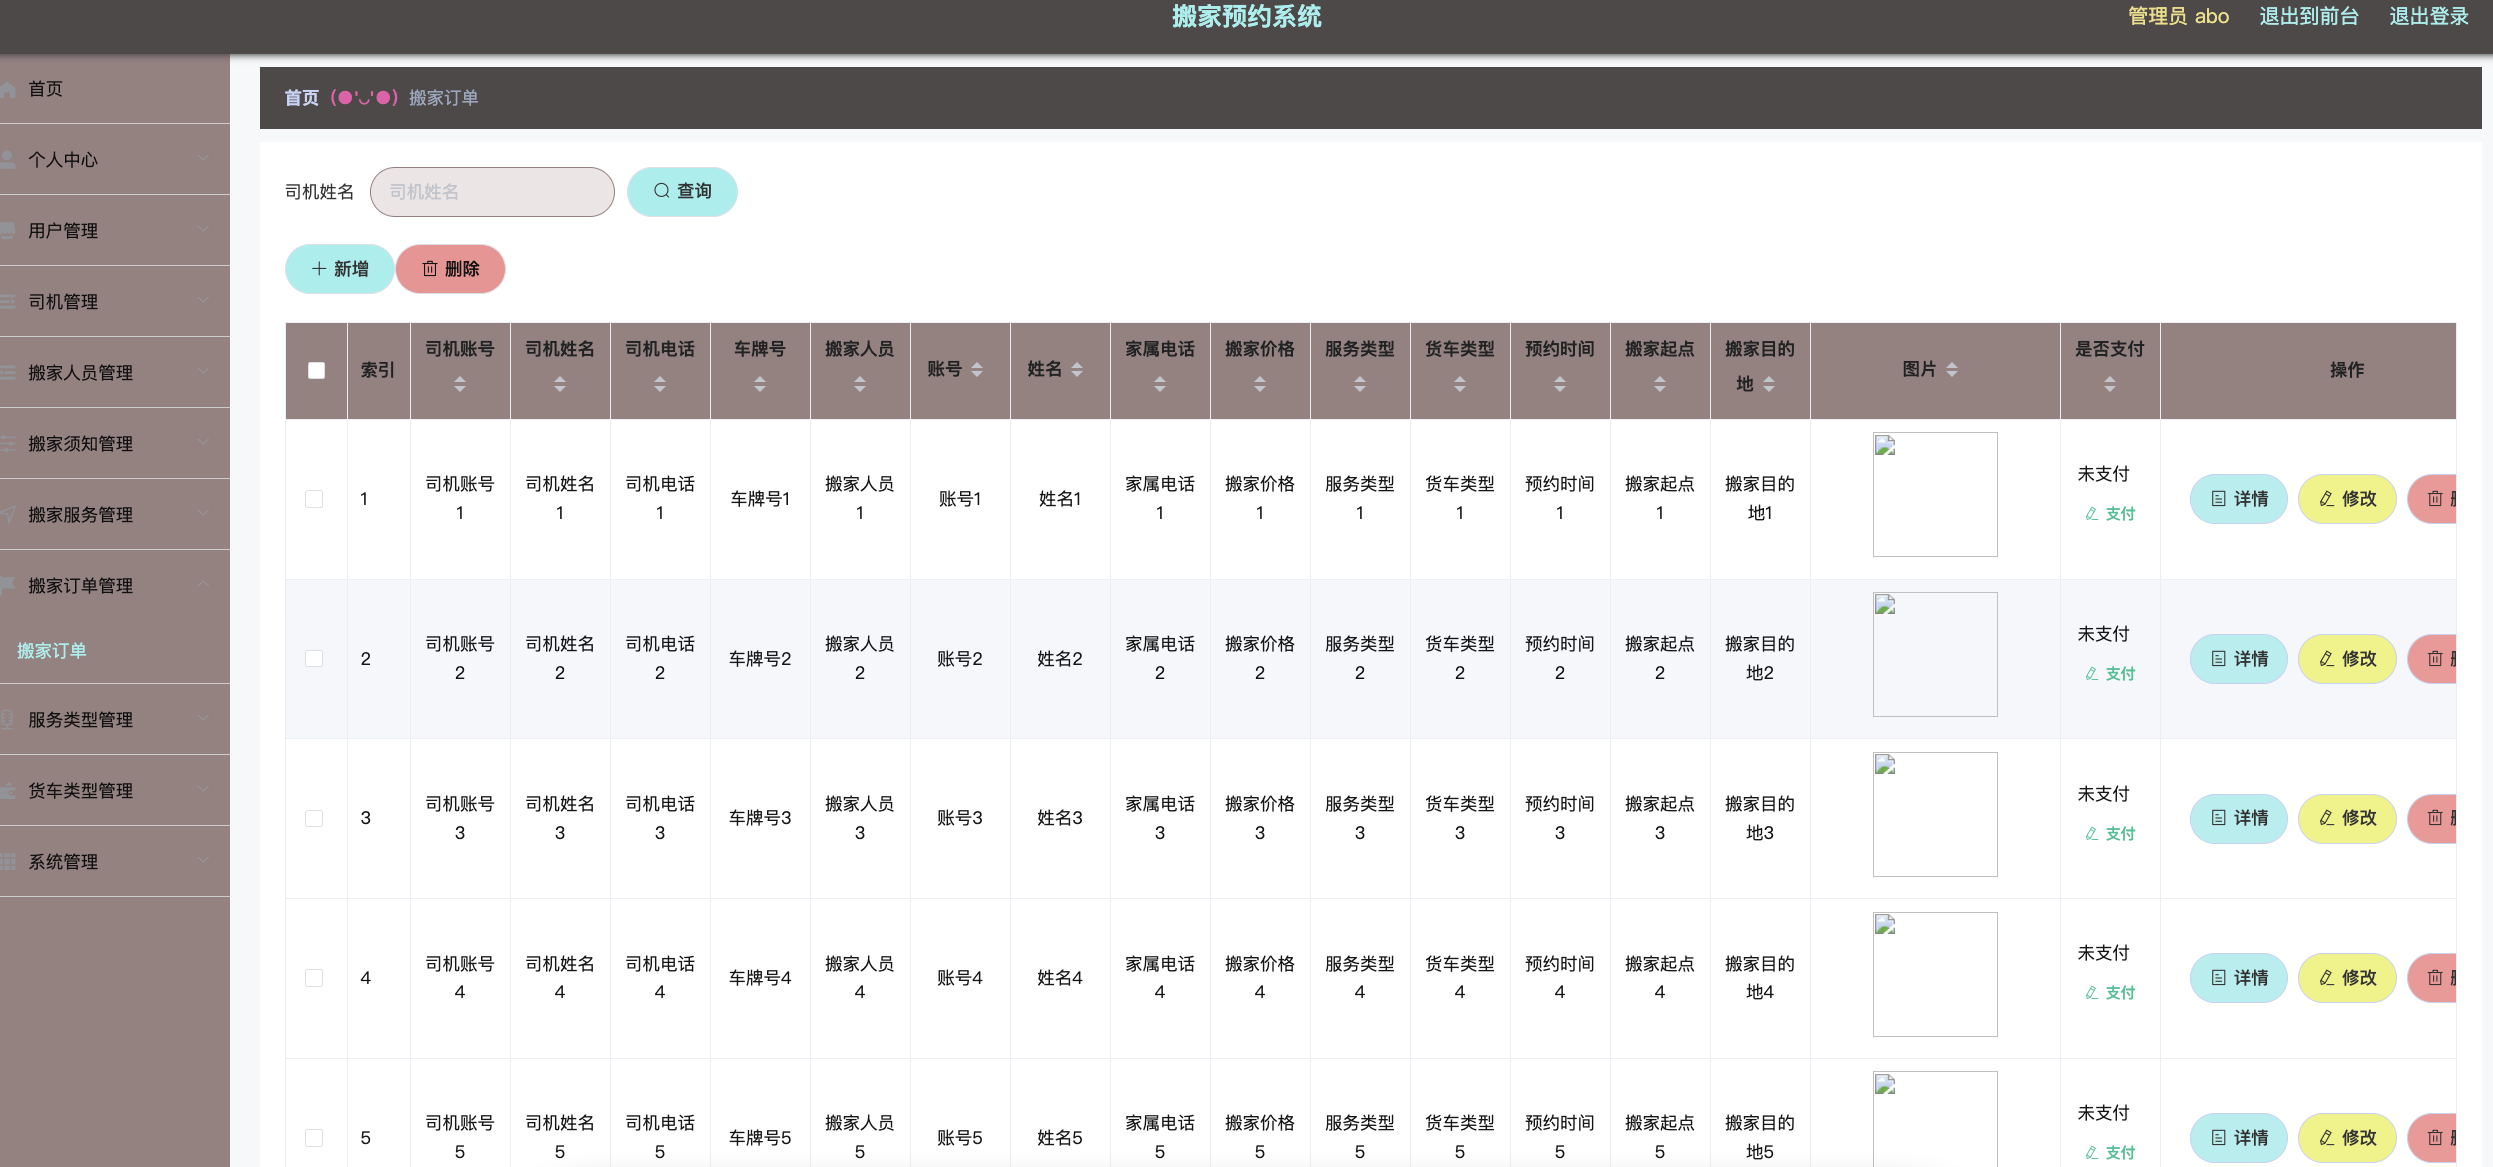 搬家预约系统
管理员 abo 退出到前台 退出登录
首页
个人中心
用户管理
司机管理
搬家人员管理
搬家须知管理
搬家服务管理
搬家订单管理
搬家订单
服务类型管理
货车类型管理
系统管理
首页 (●'◡'●) 搬家订单
司机姓名 司机姓名 查询
新增 删除
索引 司机账号 司机姓名 司机电话 车牌号 搬家人员 账号 姓名 家属电话 搬家价格 服务类型 货车类型 预约时间 搬家起点 搬家目的地 图片 是否支付 操作
1 司机账号1 司机姓名1 司机电话1 车牌号1 搬家人员1 账号1 姓名1 家属电话1 搬家价格1 服务类型1 货车类型1 预约时间1 搬家起点1 搬家目的地1 未支付 支付 详情 修改
2 司机账号2 司机姓名2 司机电话2 车牌号2 搬家人员2 账号2 姓名2 家属电话2 搬家价格2 服务类型2 货车类型2 预约时间2 搬家起点2 搬家目的地2 未支付 支付 详情 修改
3 司机账号3 司机姓名3 司机电话3 车牌号3 搬家人员3 账号3 姓名3 家属电话3 搬家价格3 服务类型3 货车类型3 预约时间3 搬家起点3 搬家目的地3 未支付 支付 详情 修改
4 司机账号4 司机姓名4 司机电话4 车牌号4 搬家人员4 账号4 姓名4 家属电话4 搬家价格4 服务类型4 货车类型4 预约时间4 搬家起点4 搬家目的地4 未支付 支付 详情 修改
5 司机账号5 司机姓名5 司机电话5 车牌号5 搬家人员5 账号5 姓名5 家属电话5 搬家价格5 服务类型5 货车类型5 预约时间5 搬家起点5 搬家目的地5 未支付 支付 详情 修改